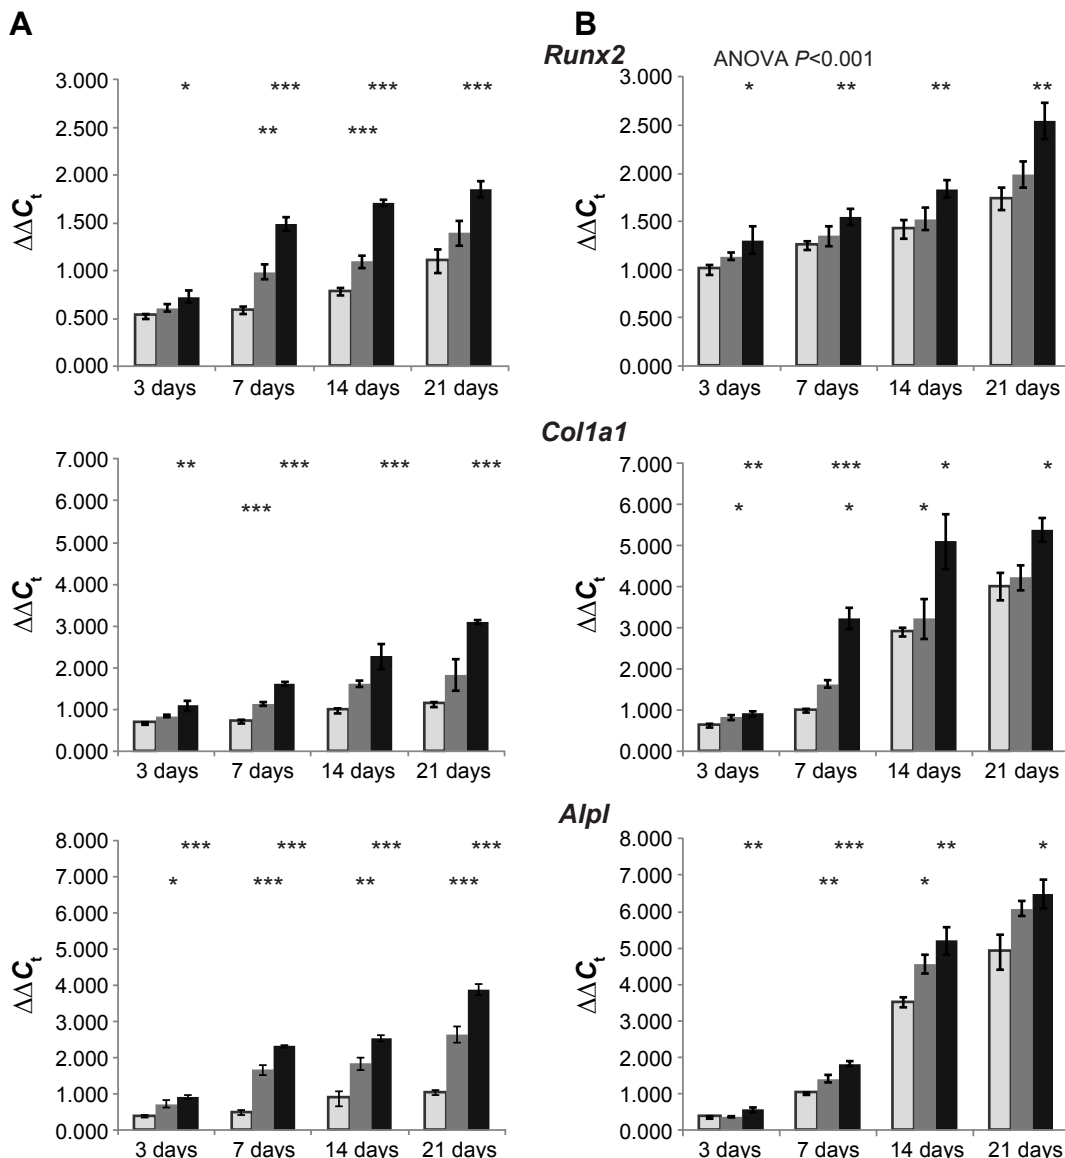 A
B
Runx2
ANOVA P<0.001
ΔΔCt
3.000
2.500
2.000
1.500
1.000
0.500
0.000
* *** *** ***
** ***
3 days 7 days 14 days 21 days
ΔΔCt
3.000
2.500
2.000
1.500
1.000
0.500
0.000
* ** ** **
3 days 7 days 14 days 21 days
Col1a1
ΔΔCt
7.000
6.000
5.000
4.000
3.000
2.000
1.000
0.000
** *** *** ***
***
3 days 7 days 14 days 21 days
ΔΔCt
7.000
6.000
5.000
4.000
3.000
2.000
1.000
0.000
** *** * *
* * *
3 days 7 days 14 days 21 days
Alpl
ΔΔCt
8.000
7.000
6.000
5.000
4.000
3.000
2.000
1.000
0.000
*** *** *** ***
* *** ** ***
3 days 7 days 14 days 21 days
ΔΔCt
8.000
7.000
6.000
5.000
4.000
3.000
2.000
1.000
0.000
** *** ** *
** *
3 days 7 days 14 days 21 days